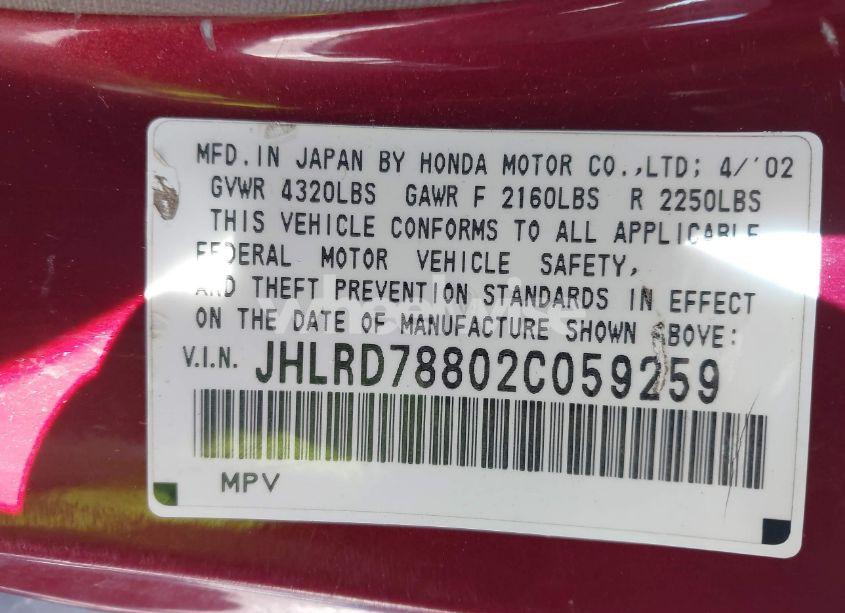 MFD.IN JAPAN BY HONDA MOTOR CO.,LTD; 4/'02
GVWR 4320LBS GAWR F 2160LBS R 2250LBS
THIS VEHICLE CONFORMS TO ALL APPLICABLE
FEDERAL MOTOR VEHICLE SAFETY,
AND THEFT PREVENTION STANDARDS IN EFFECT
ON THE DATE OF MANUFACTURE SHOWN ABOVE:
V.I.N. JHLRD78802C059259
MPV